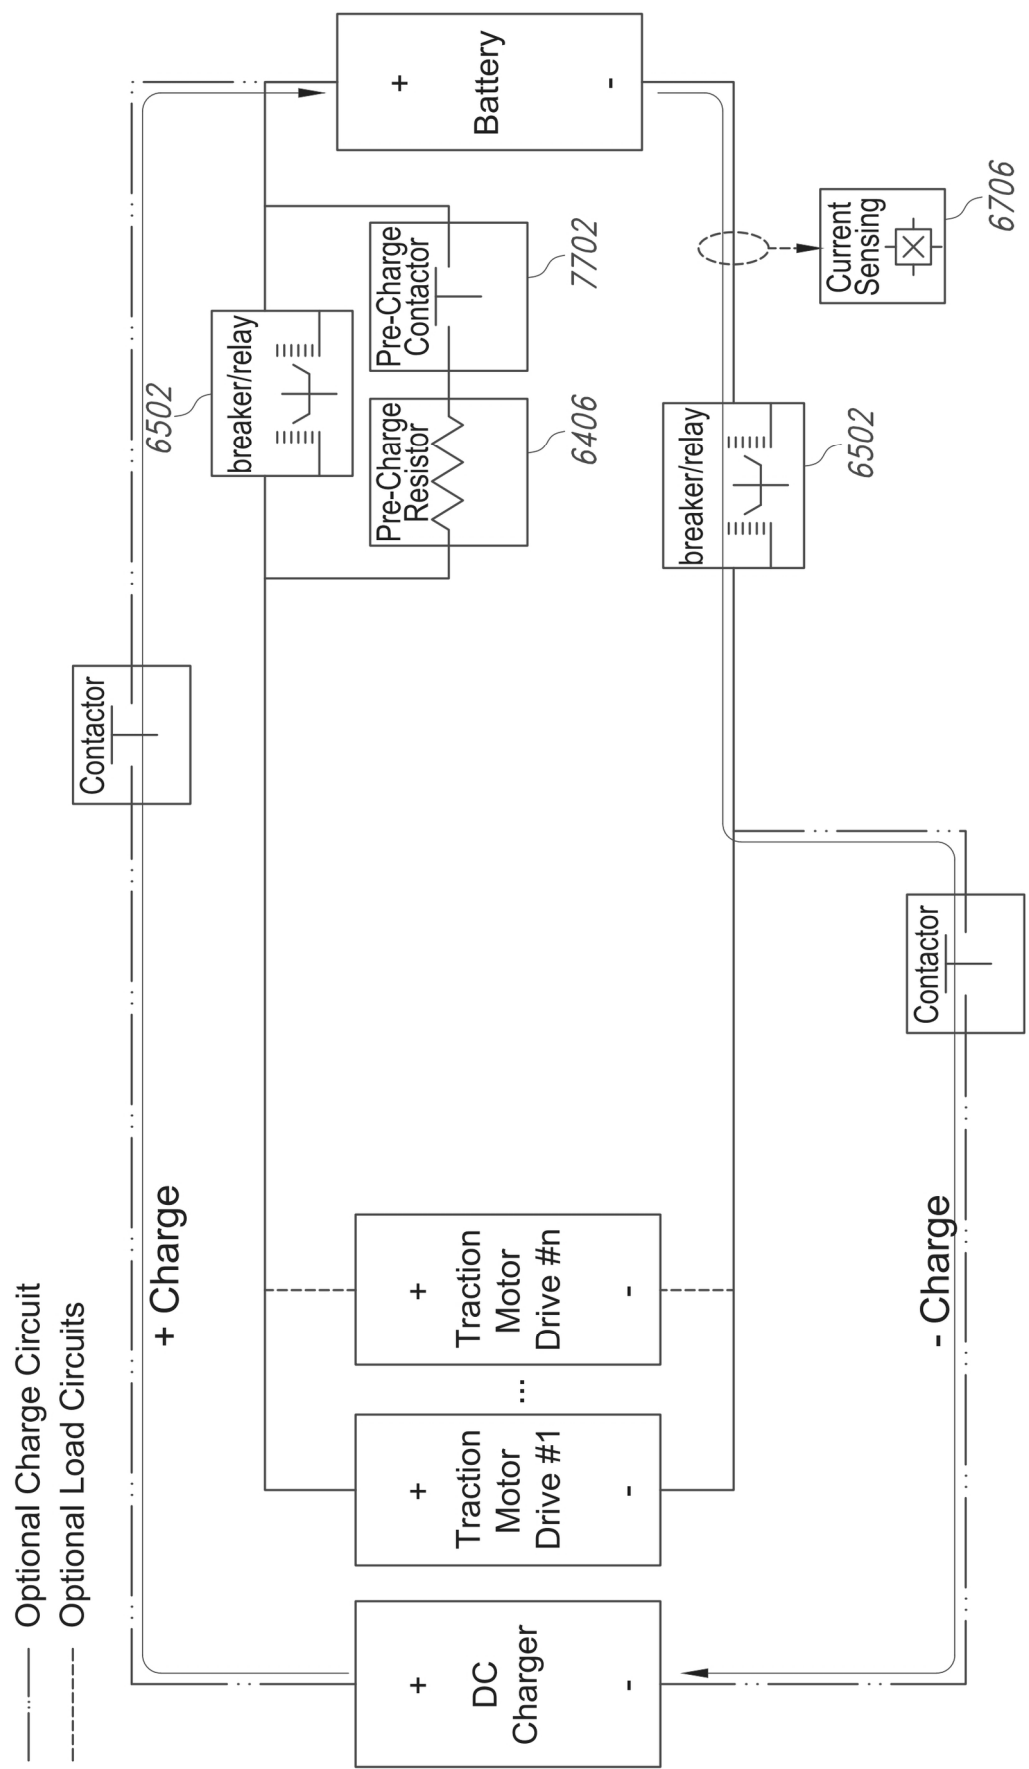 Optional Charge Circuit
Optional Load Circuits
+ Charge
Contactor
6502
breaker/relay
Pre-Charge
Resistor
6406
Pre-Charge
Contactor
7702
+
Battery
-
DC
Charger
+
-
Traction
Motor
Drive #1
+
-
...
Traction
Motor
Drive #n
+
-
breaker/relay
6502
Current
Sensing
6706
- Charge
Contactor